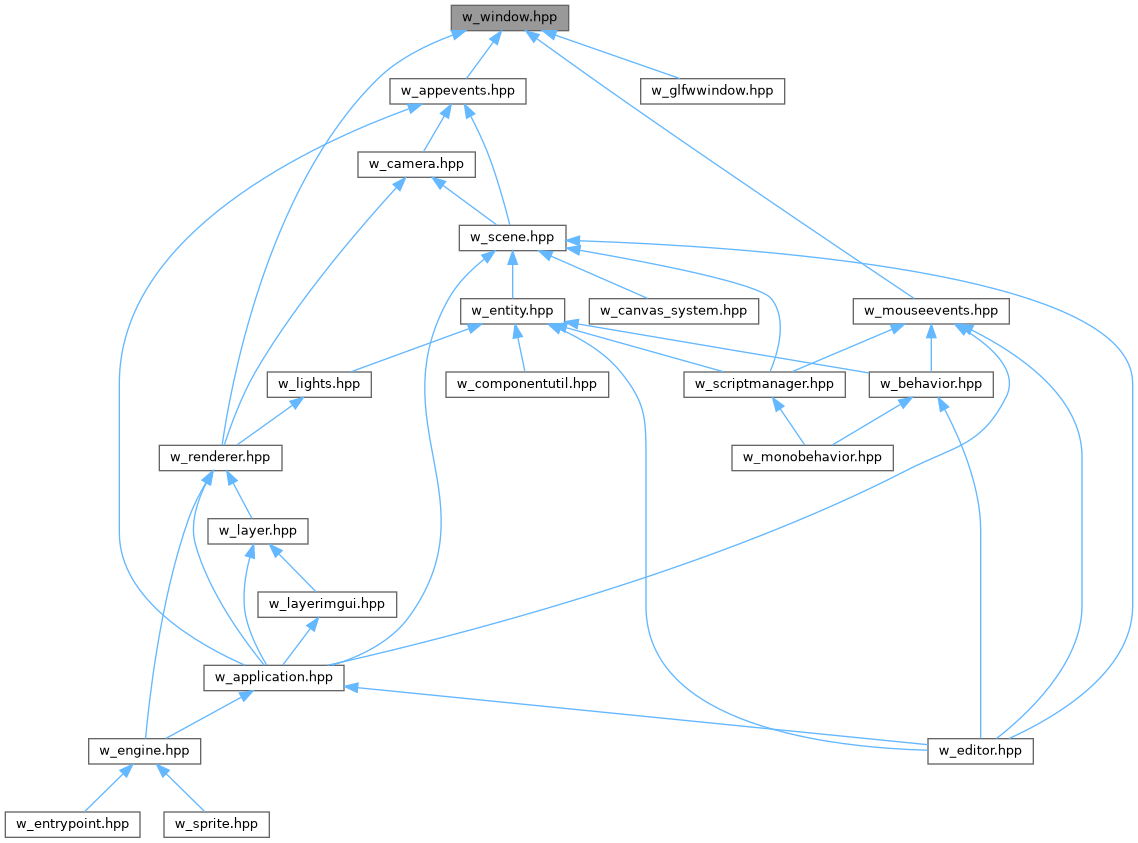 w_window.hpp
w_appevents.hpp
w_glfwwindow.hpp
w_camera.hpp
w_scene.hpp
w_entity.hpp
w_canvas_system.hpp
w_mouseevents.hpp
w_lights.hpp
w_componentutil.hpp
w_scriptmanager.hpp
w_behavior.hpp
w_renderer.hpp
w_monobehavior.hpp
w_layer.hpp
w_layerimgui.hpp
w_application.hpp
w_engine.hpp
w_editor.hpp
w_entrypoint.hpp
w_sprite.hpp